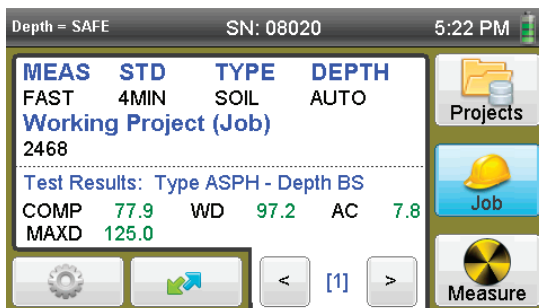 Depth = SAFE SN: 08020 5:22 PM
MEAS STD TYPE DEPTH
FAST 4MIN SOIL AUTO
Working Project (Job)
2468
Test Results: Type ASPH - Depth BS
COMP 77.9 WD 97.2 AC 7.8
MAXD 125.0
< [1] >
Projects
Job
Measure